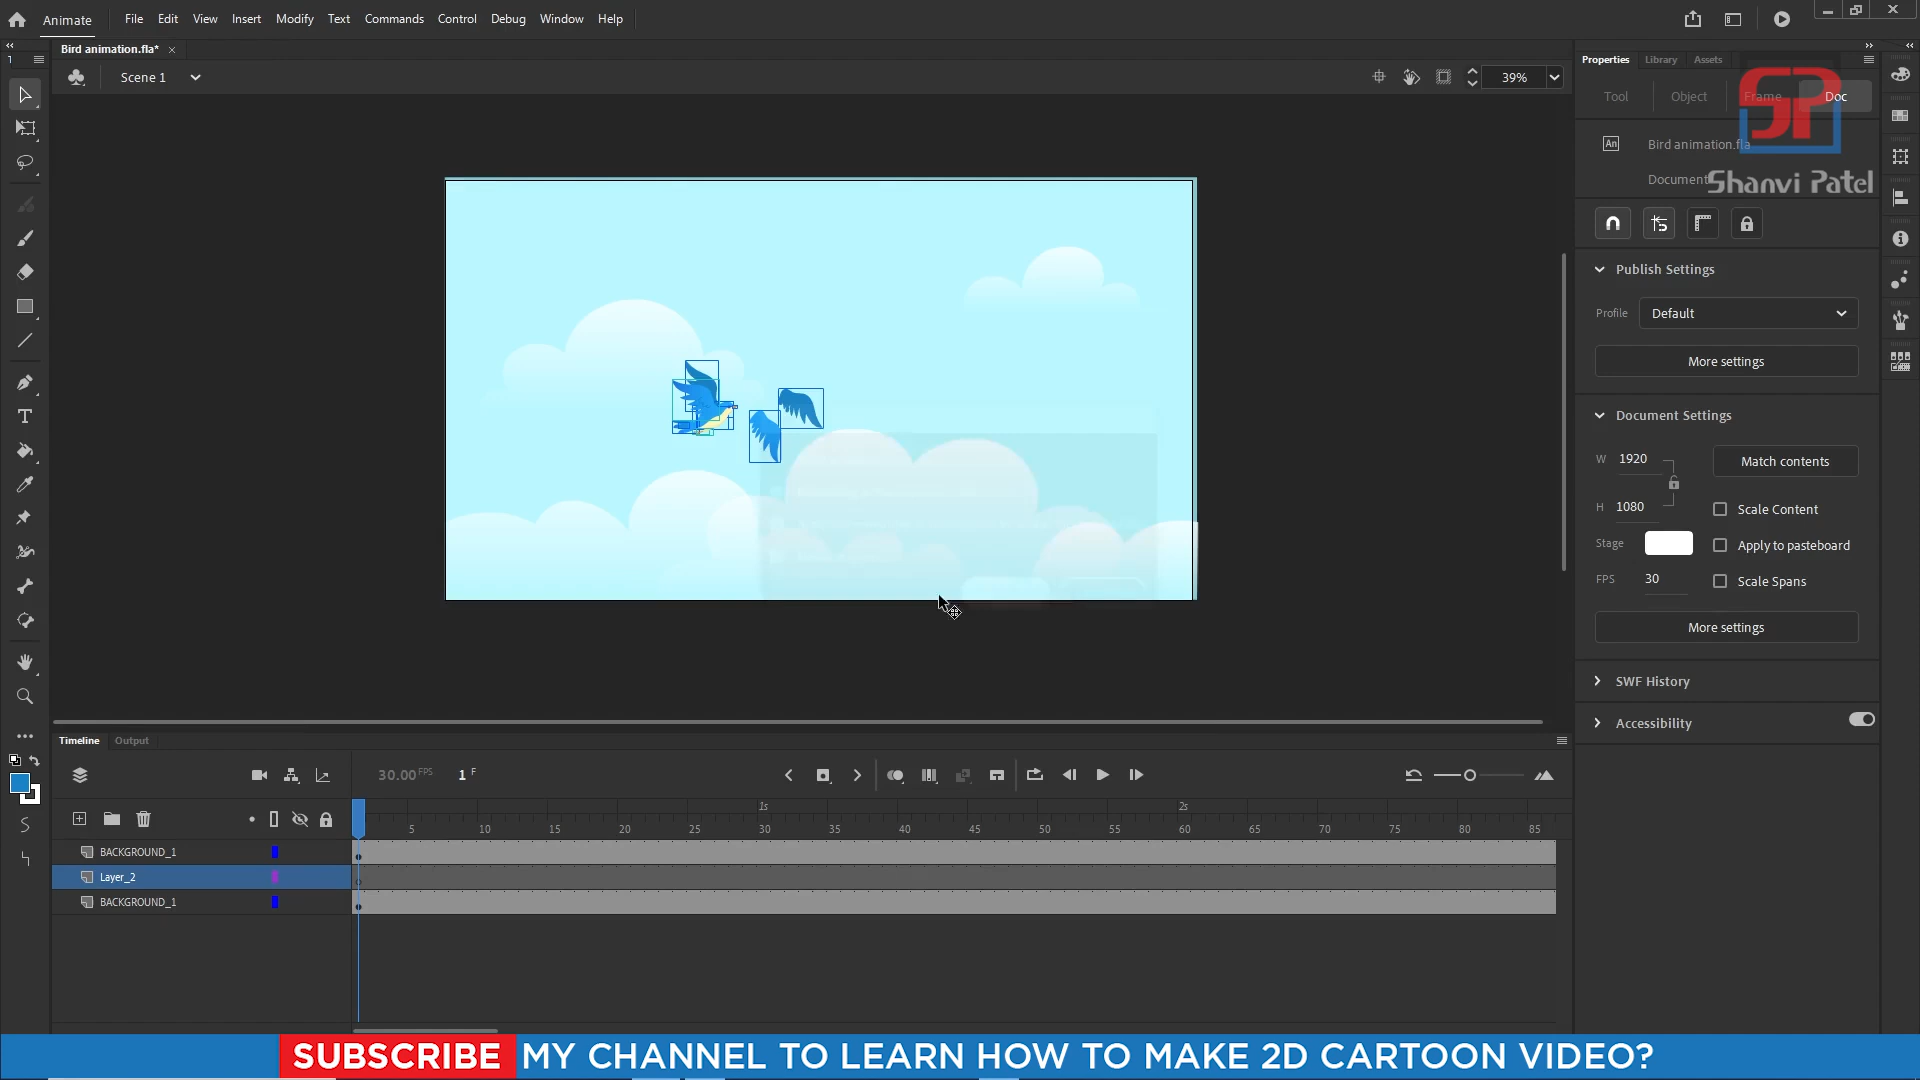 Animate File Edit View Insert Modify Text Commands Control Debug Window Help
Bird animation.fla*
Properties Library Assets
Scene 1
39%
Tool Object Frame Doc
SP
An Bird animation.fla
Document
Shanvi Patel
Publish Settings
Profile Default
More settings
Document Settings
W 1920
Match contents
H 1080
Scale Content
Stage
Apply to pasteboard
FPS 30
Scale Spans
More settings
SWF History
Accessibility
Timeline Output
30.00 FPS 1 F
1s 2s
5 10 15 20 25 30 35 40 45 50 55 60 65 70 75 80 85
BACKGROUND_1
Layer_2
BACKGROUND_1
SUBSCRIBE MY CHANNEL TO LEARN HOW TO MAKE 2D CARTOON VIDEO?